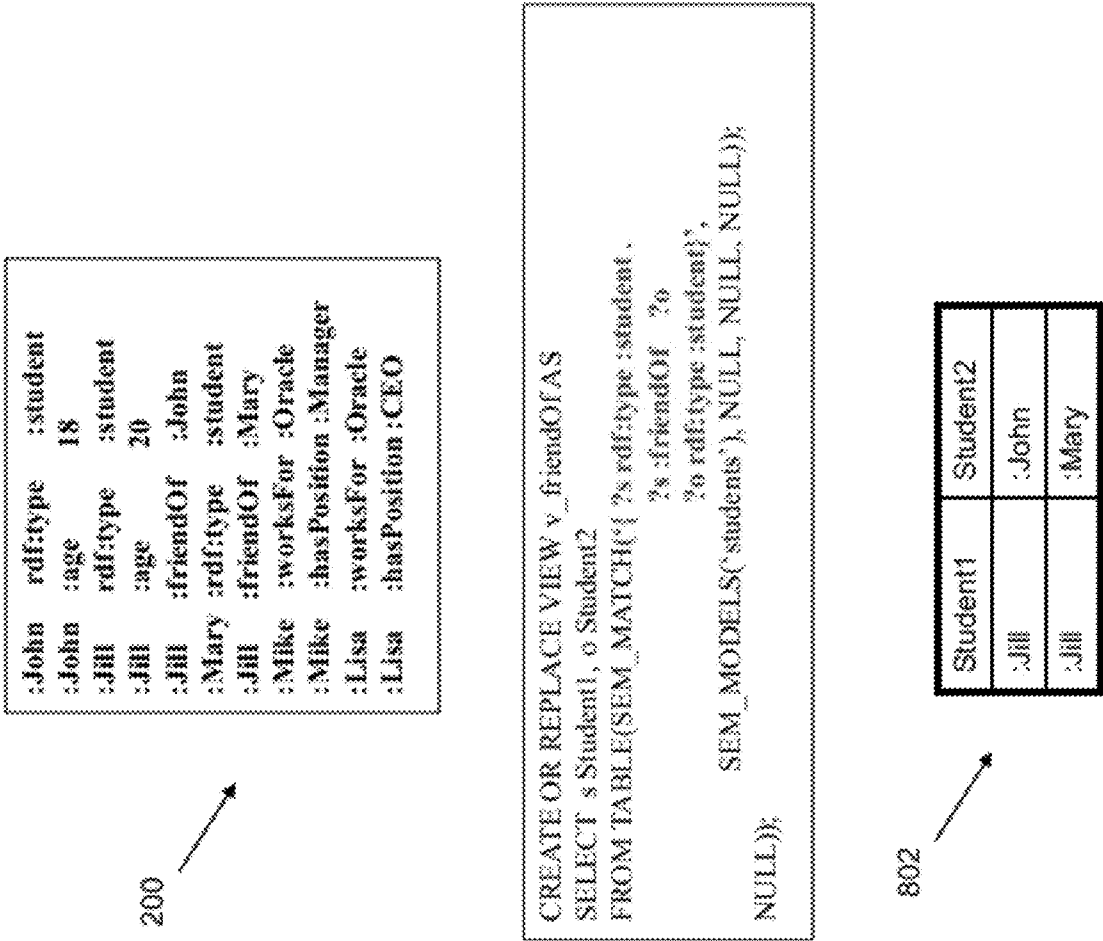 :John rdf:type :student
:John :age 18
:Jill rdf:type :student
:Jill :age 20
:Jill :friendOf :John
:Mary :rdf:type :student
:Jill :friendOf :Mary
:Mike :worksFor :Oracle
:Mike :hasPosition :Manager
:Lisa :worksFor :Oracle
:Lisa :hasPosition :CEO
200
CREATE OR REPLACE VIEW v_friendOf AS
SELECT s Student1, o Student2
FROM TABLE(SEM_MATCH('{ ?s rdf:type :student .
?s :friendOf ?o
?o rdf:type :student}',
SEM_MODELS('students'), NULL, NULL, NULL, NULL));
NULL));
802
Student1 Student2
:Jill :John
:Jill :Mary